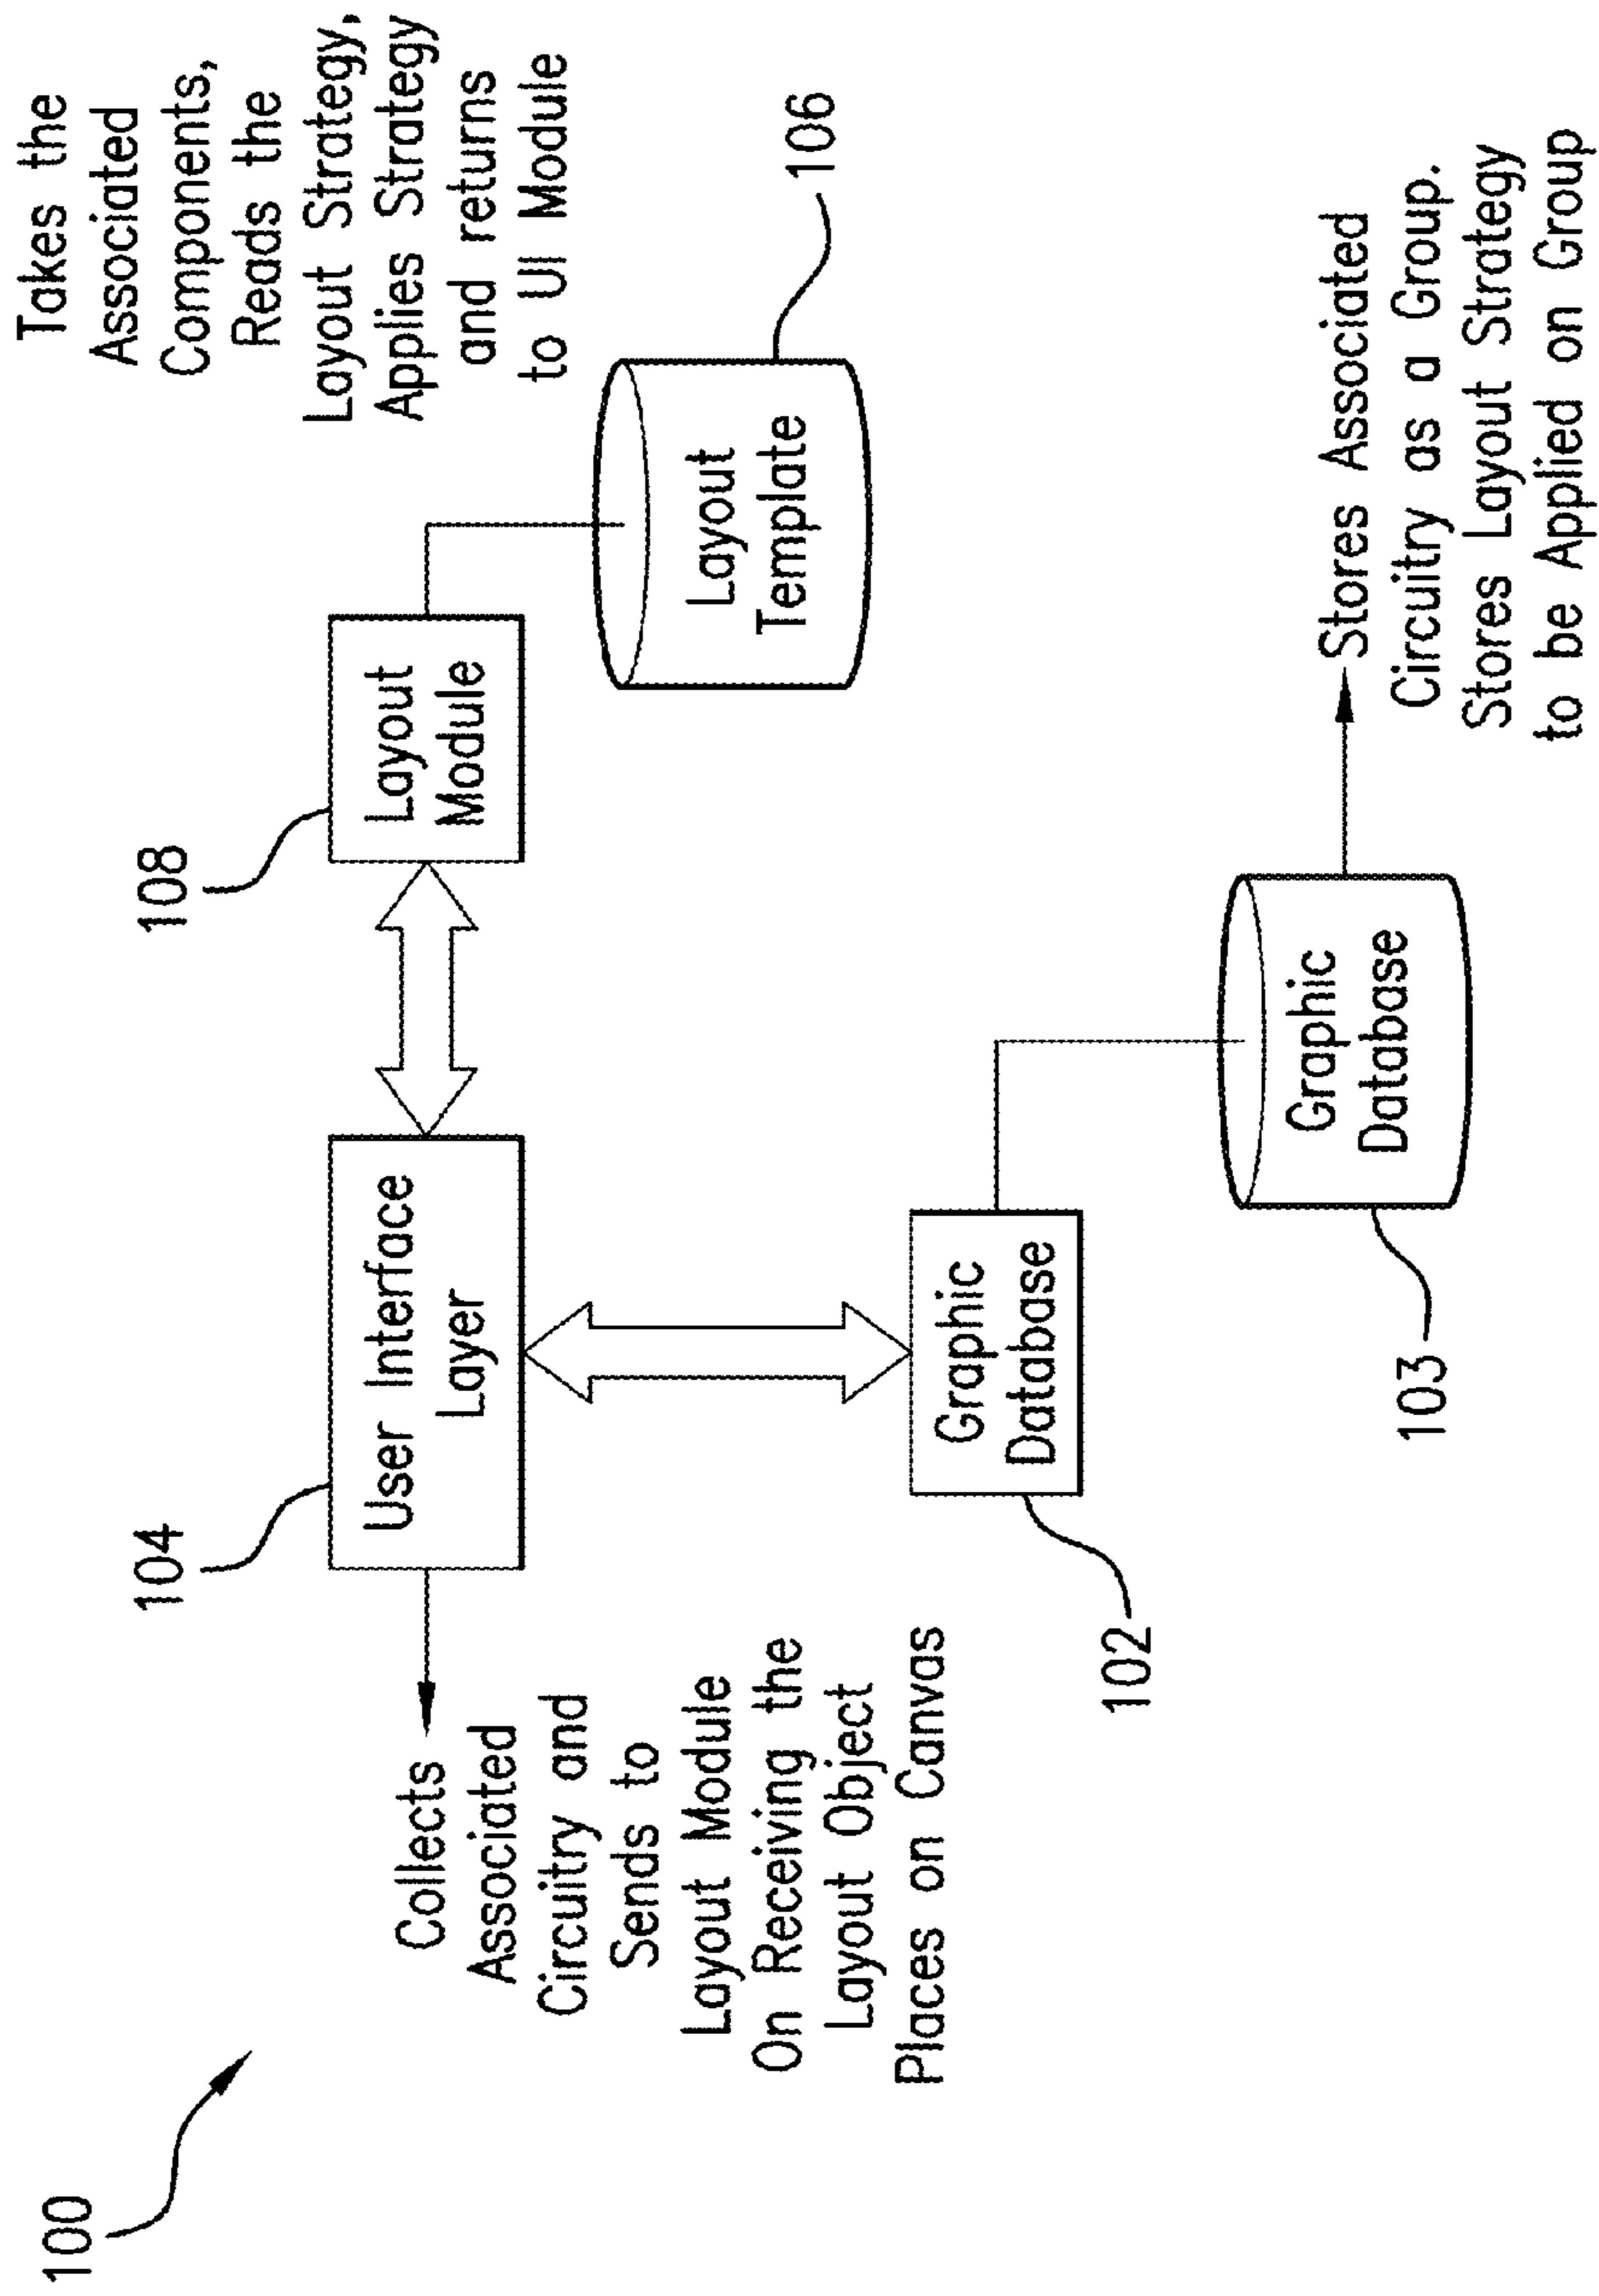 100
104
User Interface
Layer
108
Layout
Module
Takes the
Associated
Components,
Reads the
Layout Strategy,
Applies Strategy
and returns
to UI Module
Collects
Associated
Circuitry and
Sends to
Layout Module
On Receiving the
Layout Object
Places on Canvas
Layout
Template
106
Graphic
Database
102
Graphic
Database
103
Stores Associated
Circuitry as a Group.
Stores Layout Strategy
to be Applied on Group